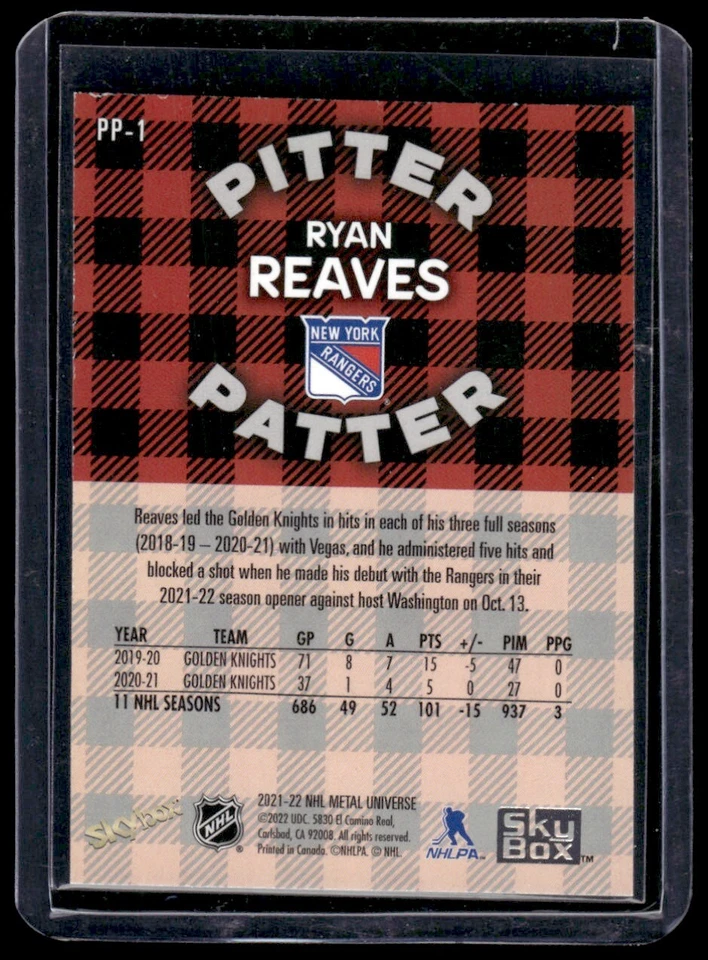 PP-1
PITTER
RYAN
REAVES
NEW YORK
RANGERS
PATTER
Reaves led the Golden Knights in hits in each of his three full seasons
(2018-19 – 2020-21) with Vegas, and he administered five hits and
blocked a shot when he made his debut with the Rangers in their
2021-22 season opener against host Washington on Oct. 13.
YEAR TEAM GP G A PTS +/- PIM PPG
2019-20 GOLDEN KNIGHTS 71 8 7 15 -5 47 0
2020-21 GOLDEN KNIGHTS 37 1 4 5 0 27 0
11 NHL SEASONS 686 49 52 101 -15 937 3
Skybox
NHL ®
2021-22 NHL METAL UNIVERSE
©2022 UDC. 5830 El Camino Real,
Carlsbad, CA 92008. All rights reserved.
Printed in Canada. ©NHLPA. © NHL.
NHLPA™
Sky
Box™